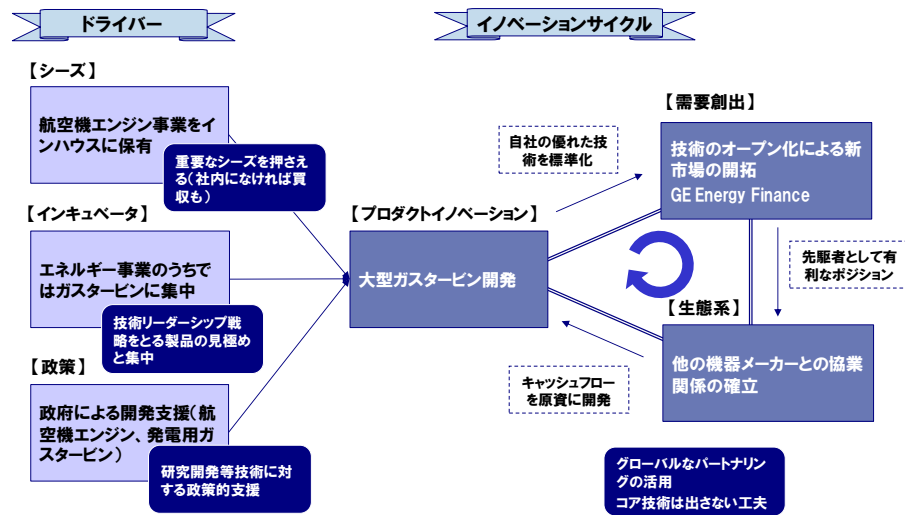 ドライバー
イノベーションサイクル
【シーズ】
航空機エンジン事業をイ
ンハウスに保有
重要なシーズを押さえ
る（社内になければ買
収も）
【インキュベータ】
エネルギー事業のうちで
はガスタービンに集中
技術リーダーシップ戦
略をとる製品の見極め
と集中
【政策】
政府による開発支援（航
空機エンジン、発電用ガ
スタービン）
研究開発等技術に対
する政策的支援
【プロダクトイノベーション】
大型ガスタービン開発
自社の優れた技
術を標準化
【需要創出】
技術のオープン化による新
市場の開拓
GE Energy Finance
先駆者として有
利なポジション
【生態系】
他の機器メーカーとの協業
関係の確立
キャッシュフロー
を原資に開発
グローバルなパートナリン
グの活用
コア技術は出さない工夫